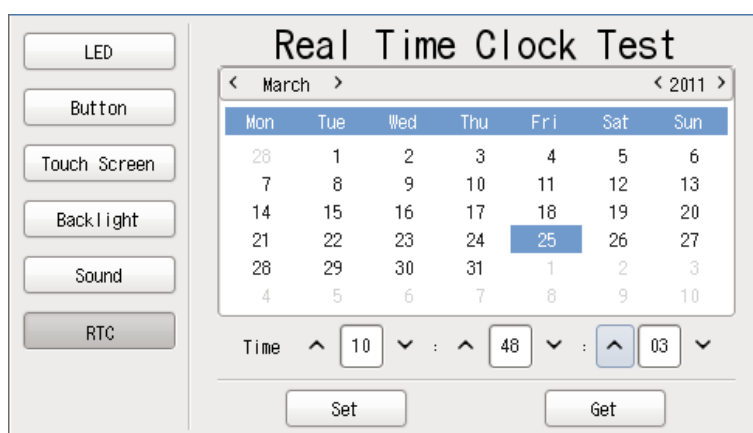 LED
Button
Touch Screen
Backlight
Sound
RTC
Real Time Clock Test
< March > < 2011 >
Mon Tue Wed Thu Fri Sat Sun
28 1 2 3 4 5 6
7 8 9 10 11 12 13
14 15 16 17 18 19 20
21 22 23 24 25 26 27
28 29 30 31 1 2 3
4 5 6 7 8 9 10
Time 10 : 48 : 03
Set Get